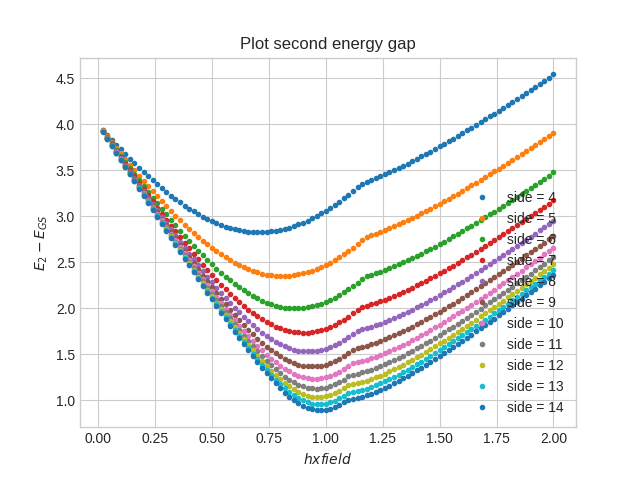 Plot second energy gap
E_2 − E_{GS}
4.5
4.0
3.5
3.0
2.5
2.0
1.5
1.0
side = 4
side = 5
side = 6
side = 7
side = 8
side = 9
side = 10
side = 11
side = 12
side = 13
side = 14
0.00 0.25 0.50 0.75 1.00 1.25 1.50 1.75 2.00
hxfield